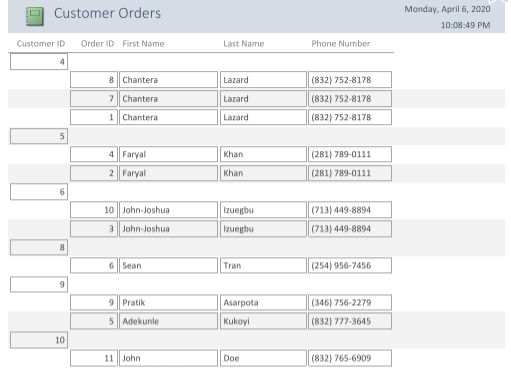 Customer Orders
Monday, April 6, 2020
10:08:49 PM
Customer ID Order ID First Name Last Name Phone Number
4
8 Chantera Lazard (832) 752-8178
7 Chantera Lazard (832) 752-8178
1 Chantera Lazard (832) 752-8178
5
4 Faryal Khan (281) 789-0111
2 Faryal Khan (281) 789-0111
6
10 John-Joshua Izuegbu (713) 449-8894
3 John-Joshua Izuegbu (713) 449-8894
8
6 Sean Tran (254) 956-7456
9
9 Pratik Asarpota (346) 756-2279
5 Adekunle Kukoyi (832) 777-3645
10
11 John Doe (832) 765-6909